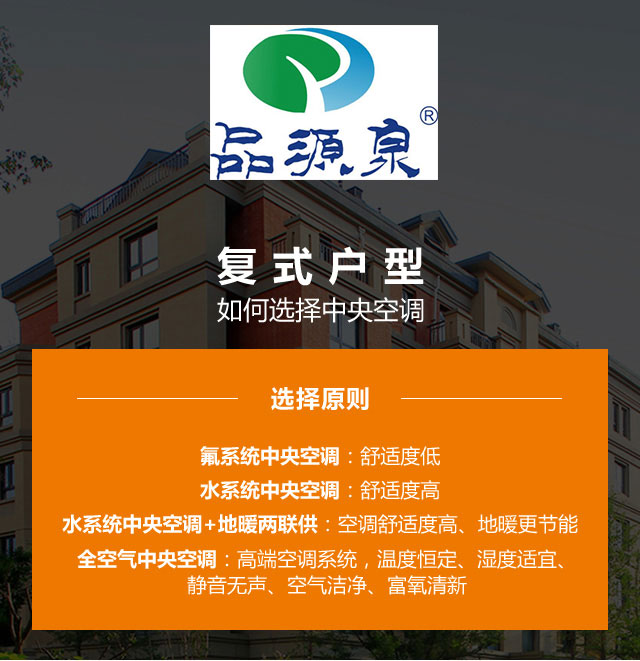 品源泉®
复式户型
如何选择中央空调
选择原则
氟系统中央空调：舒适度低
水系统中央空调：舒适度高
水系统中央空调+地暖两联供：空调舒适度高、地暖更节能
全空气中央空调：高端空调系统，温度恒定、湿度适宜、
静音无声、空气洁净、富氧清新